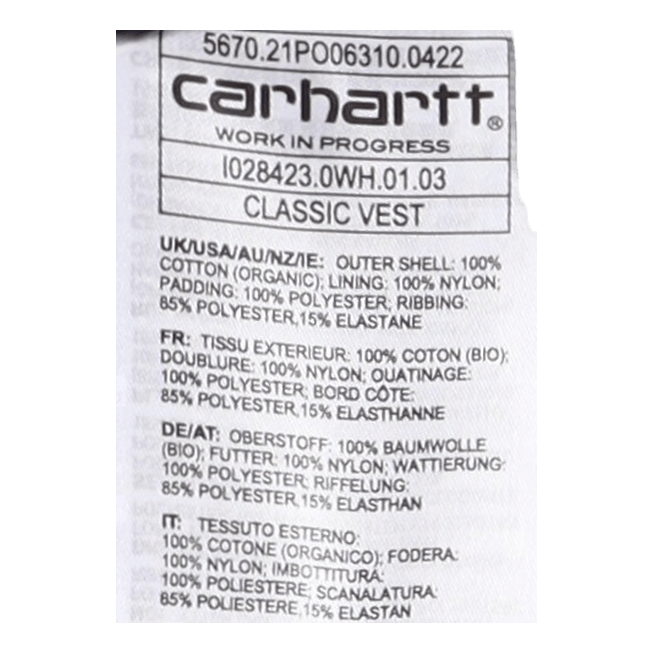 5670.21PO06310.0422
carhartt®
WORK IN PROGRESS
I028423.0WH.01.03
CLASSIC VEST
UK/USA/AU/NZ/IE: OUTER SHELL: 100%
COTTON (ORGANIC); LINING: 100% NYLON;
PADDING: 100% POLYESTER; RIBBING:
85% POLYESTER,15% ELASTANE
FR: TISSU EXTERIEUR: 100% COTON (BIO);
DOUBLURE: 100% NYLON; OUATINAGE:
100% POLYESTER; BORD CÔTE:
85% POLYESTER,15% ELASTHANNE
DE/AT: OBERSTOFF: 100% BAUMWOLLE
(BIO); FUTTER: 100% NYLON; WATTIERUNG:
100% POLYESTER; RIFFELUNG;
85% POLYESTER,15% ELASTHAN
IT: TESSUTO ESTERNO:
100% COTONE (ORGANICO); FODERA:
100% NYLON; IMBOTTITURA:
100% POLIESTERE; SCANALATURA:
85% POLIESTERE,15% ELASTAN